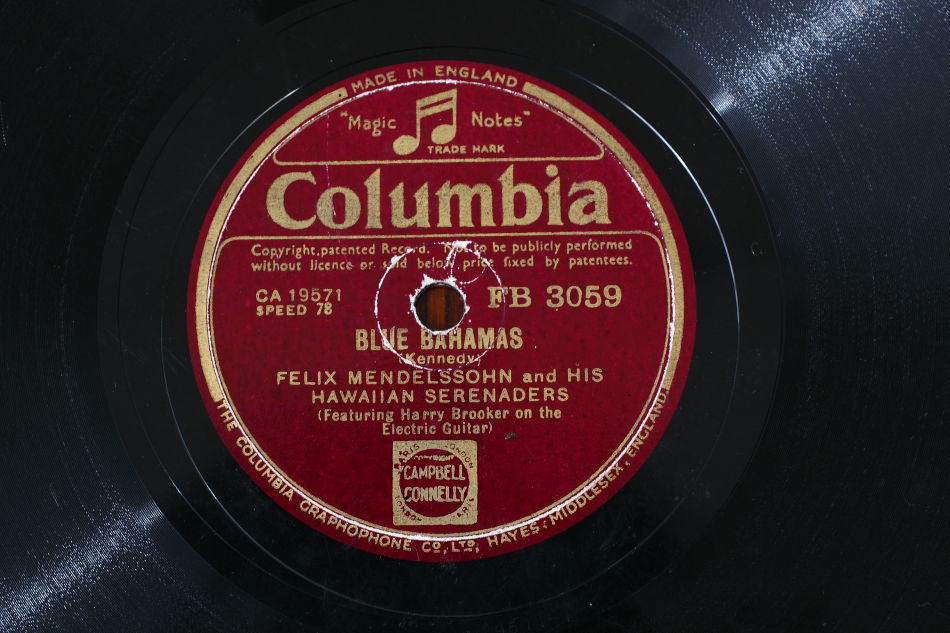 MADE IN ENGLAND
"Magic Notes"
TRADE MARK
Columbia
Copyright, patented Record. Not to be publicly performed
without licence or sold below price fixed by patentees.
CA 19571
FB 3059
SPEED 78
BLUE BAHAMAS
(Kennedy)
FELIX MENDELSSOHN and HIS
HAWAIIAN SERENADERS
(Featuring Harry Brooker on the
Electric Guitar)
CAMPBELL
CONNELLY
THE COLUMBIA GRAPHOPHONE CO., LTD., HAYES, MIDDLESEX, ENGLAND.